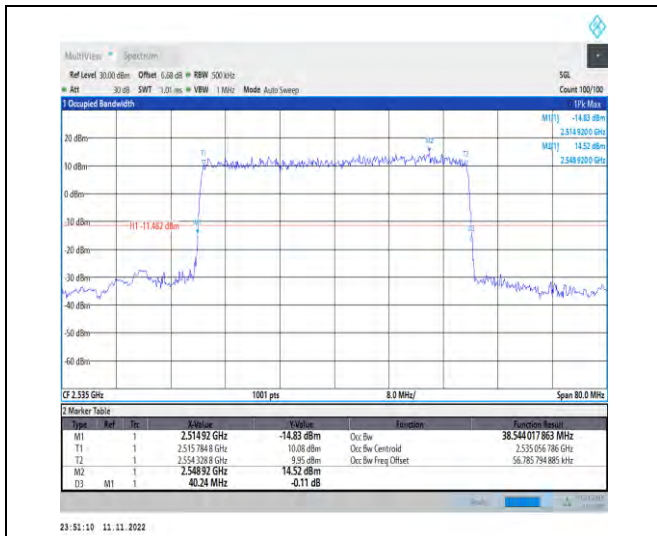 MultiView Spectrum
Ref Level 30.00 dBm Offset 6.68 dB RBW 500 kHz SGL
Att 30 dB SWT 1.01 ms VBW 1 MHz Mode Auto Sweep Count 100/100
1 Occupied Bandwidth 1Pk Max
M1[1] -14.83 dBm
2.514 9200 GHz
M2[1] 14.52 dBm
2.548 9200 GHz
20 dBm
10 dBm
0 dBm
-10 dBm
-20 dBm
-30 dBm
-40 dBm
-50 dBm
-60 dBm
T1
M2
T2
H1 -11.482 dBm
CF 2.535 GHz 1001 pts 8.0 MHz/ Span 80.0 MHz
2 Marker Table
Type Ref Trc X-Value Y-Value Function Function Result
M1 1 2.514 92 GHz -14.83 dBm Occ Bw 38.544 017 863 MHz
T1 1 2.515 784 8 GHz 10.08 dBm Occ Bw Centroid 2.535 056 786 GHz
T2 1 2.554 328 8 GHz 9.95 dBm Occ Bw Freq Offset 56.785 794 885 kHz
M2 1 2.548 92 GHz 14.52 dBm
D3 M1 1 40.24 MHz -0.11 dB
23:51:10 11.11.2022